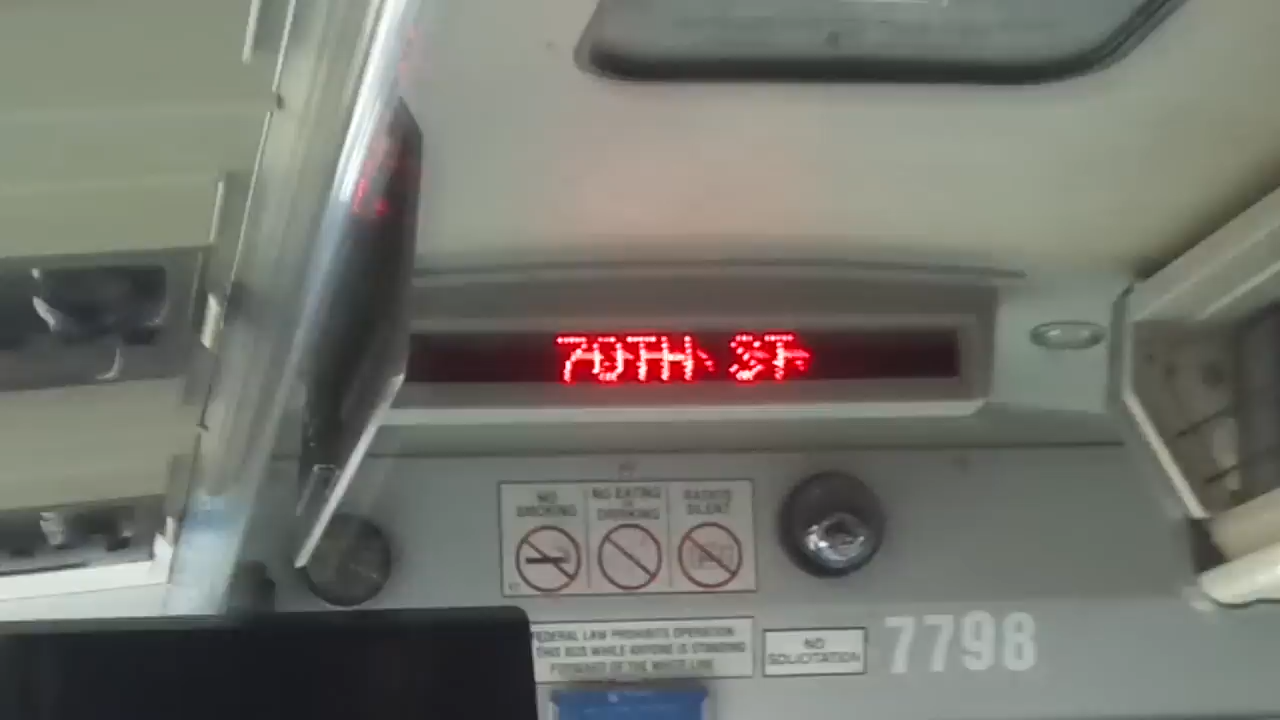 70TH ST
NO SMOKING
NO EATING OR DRINKING
RADIOS SILENT
FEDERAL LAW PROHIBITS OPERATION
THIS BUS WHILE ANYONE IS STANDING
FORWARD OF THE WHITE LINE
NO
SOLICITATION
7798